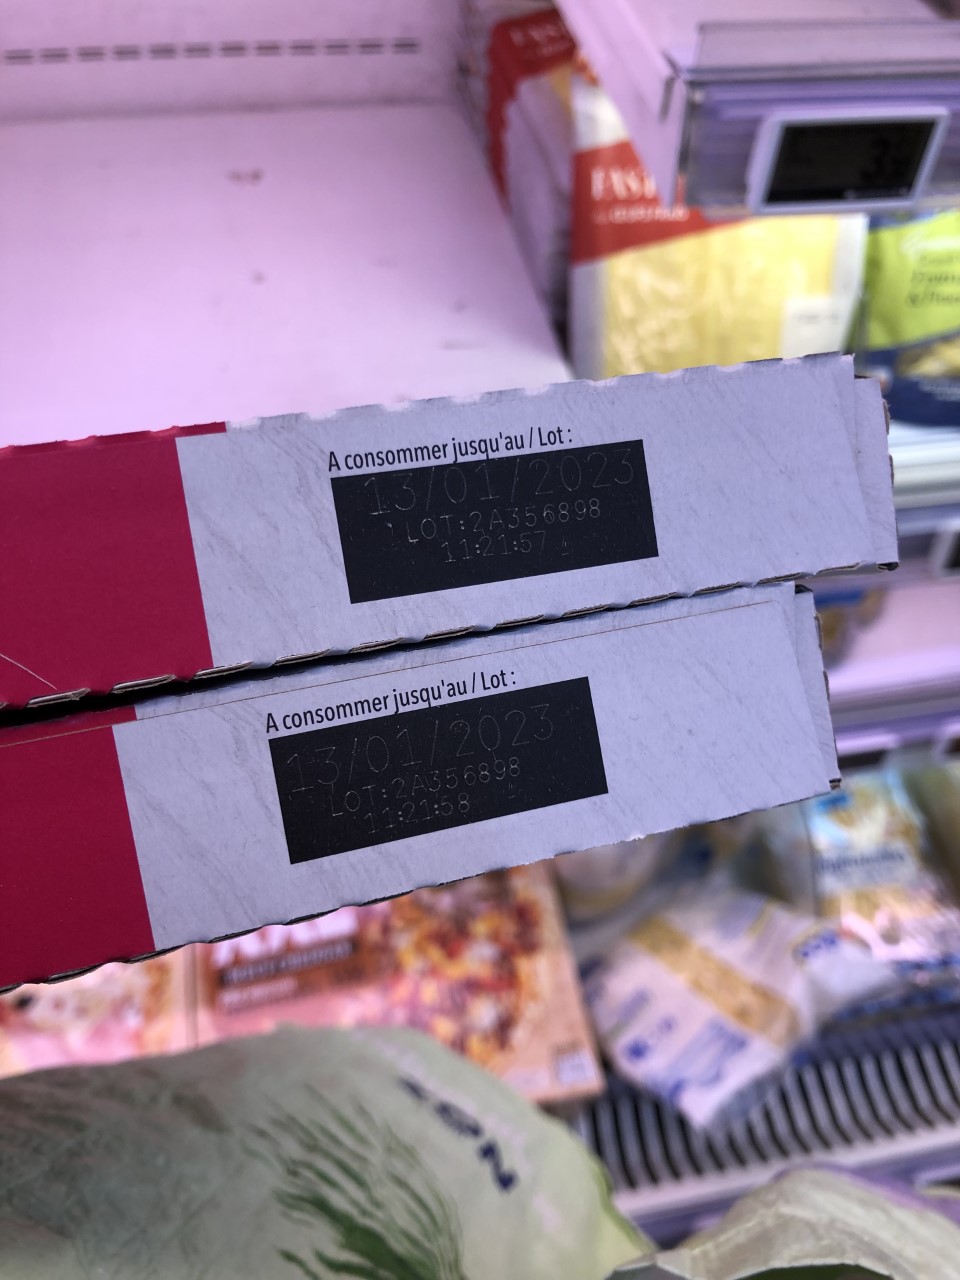 A consommer jusqu'au / Lot :
13/01/2023
LOT:2A356898
11:21:57
A consommer jusqu'au / Lot :
13/01/2023
LOT:2A356898
11:21:58